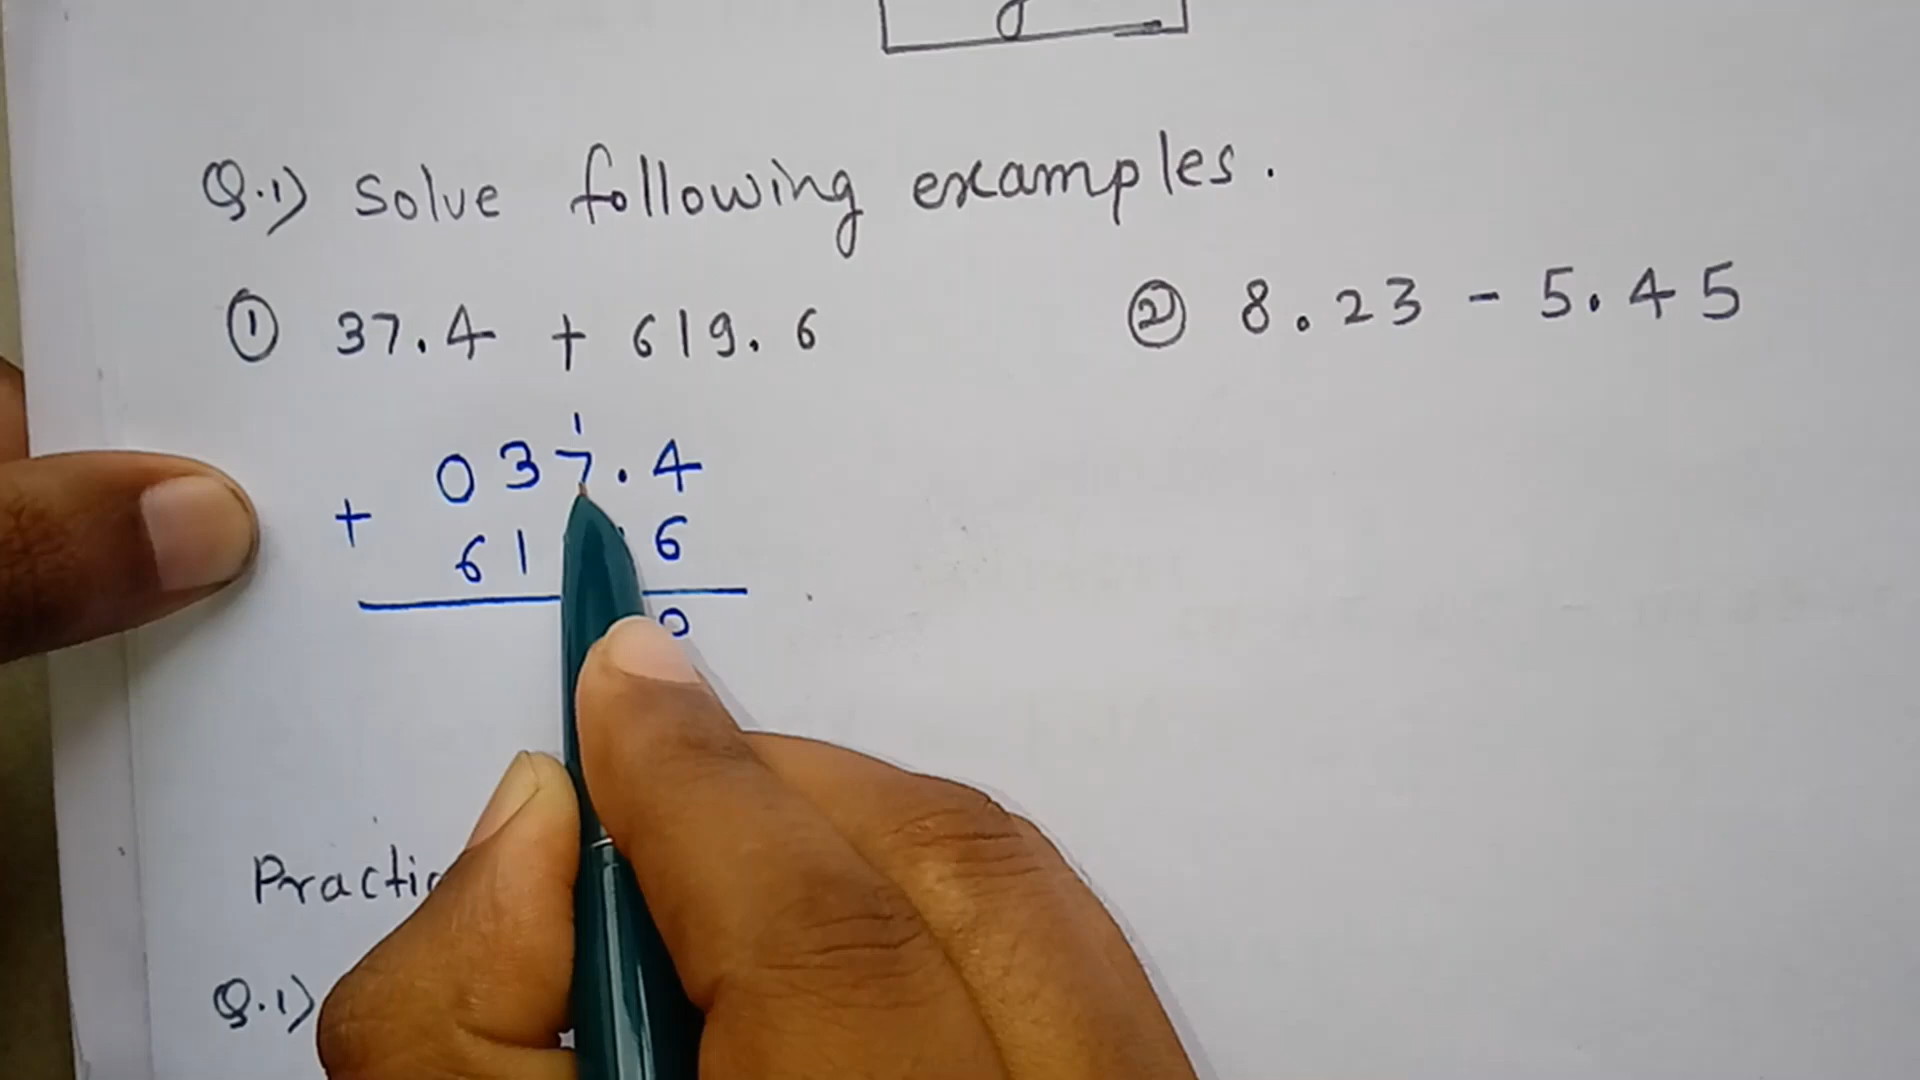 Q.1) Solve following examples.
① 37.4 + 619.6
② 8.23 - 5.45
1
037.4
+ 61 6
0
Q.1)